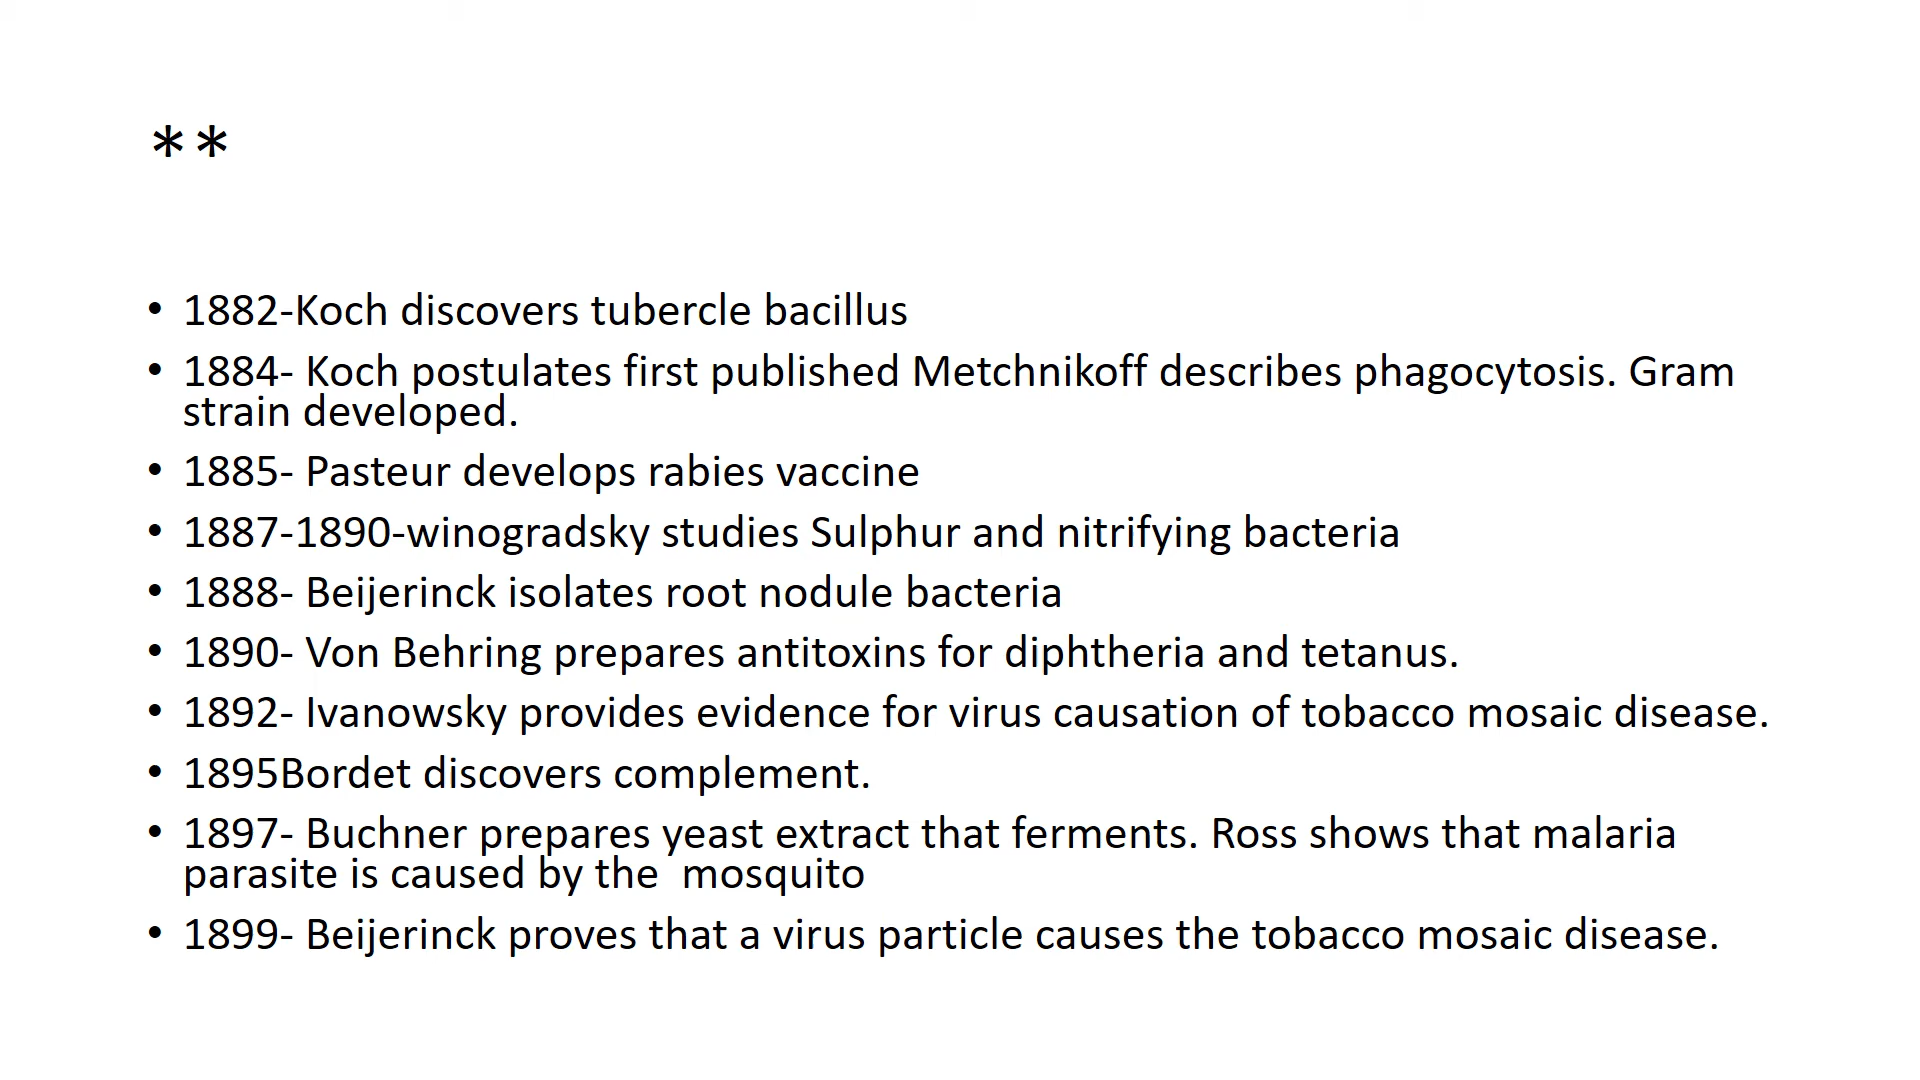 **
• 1882-Koch discovers tubercle bacillus
• 1884- Koch postulates first published Metchnikoff describes phagocytosis. Gram
strain developed.
• 1885- Pasteur develops rabies vaccine
• 1887-1890-winogradsky studies Sulphur and nitrifying bacteria
• 1888- Beijerinck isolates root nodule bacteria
• 1890- Von Behring prepares antitoxins for diphtheria and tetanus.
• 1892- Ivanowsky provides evidence for virus causation of tobacco mosaic disease.
• 1895Bordet discovers complement.
• 1897- Buchner prepares yeast extract that ferments. Ross shows that malaria
parasite is caused by the  mosquito
• 1899- Beijerinck proves that a virus particle causes the tobacco mosaic disease.